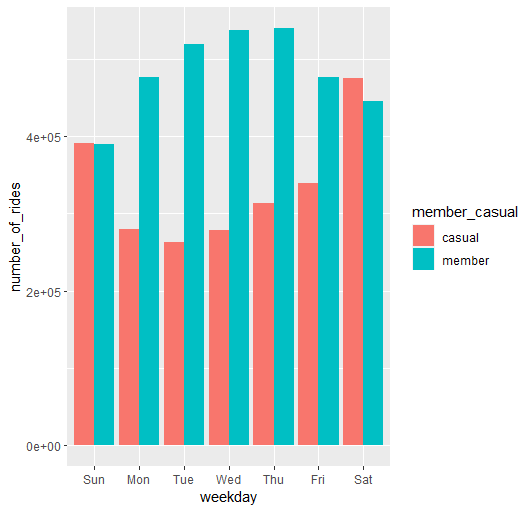 number_of_rides
4e+05
2e+05
0e+00
Sun Mon Tue Wed Thu Fri Sat
weekday
member_casual
casual
member